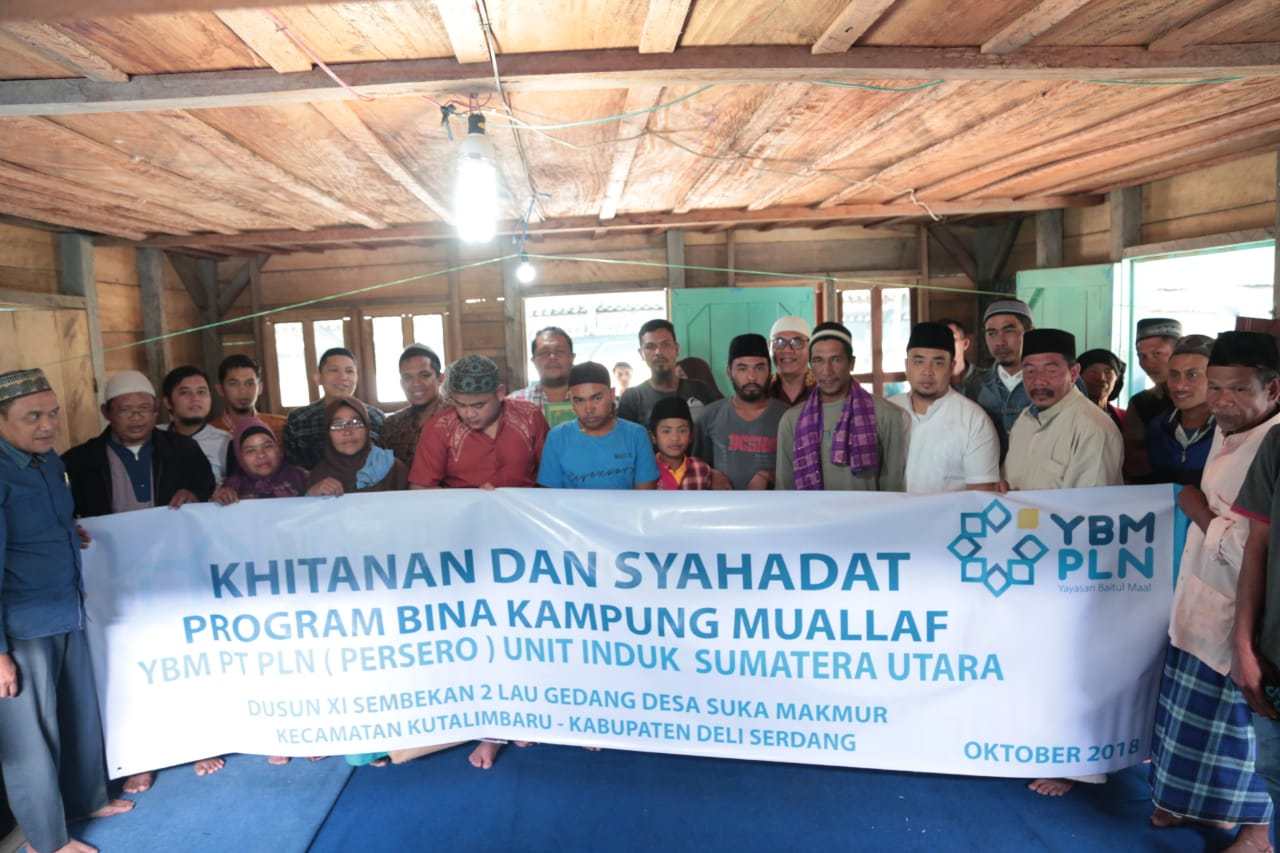 KHITANAN DAN SYAHADAT
PROGRAM BINA KAMPUNG MUALLAF
YBM PT PLN ( PERSERO ) UNIT INDUK SUMATERA UTARA
DUSUN XI SEMBEKAN 2 LAU GEDANG DESA SUKA MAKMUR
KECAMATAN KUTALIMBARU - KABUPATEN DELI SERDANG
OKTOBER 2018
YBM
PLN
Yayasan Baitul Maal